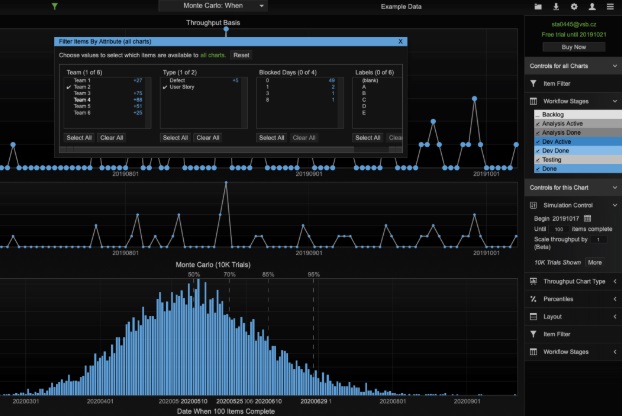 Monte Carlo: When
Example Data
Throughput Basis
Filter Items By Attribute (all charts)
X
Choose values to select which items are available to all charts.
Reset
Team (1 of 6)
Team 1 +27
Team 2
Team 3 +75
Team 4 +98
Team 5 +51
Team 6 +25
Select All
Clear All
Type (1 of 2)
Defect +5
User Story
Select All
Clear All
Blocked Days (0 of 4)
0 49
1 2
3 1
8 1
Select All
Clear All
Labels (0 of 6)
(blank)
A
B
C
D
E
Select All
Clea
20190801
20190901
20191001
20190801
20190901
20191001
Monte Carlo (10K Trials)
50%
70%
85%
95%
20200301
20200401
202005
20200510
20200525
20200610
20200629
20200801
20200901
Date When 100 Items Complete
sta0445@vsb.cz
Free trial until 20191021
Buy Now
Controls for all Charts
Item Filter
Workflow Stages
Backlog
Analysis Active
Analysis Done
Dev Active
Dev Done
Testing
Done
Controls for this Chart
Simulation Control
Begin 20191017
Until 100 items complete
Scale throughput by 1
(Beta)
10K Trials Shown More
Throughput Chart Type
Percentiles
Layout
Item Filter
Workflow Stages